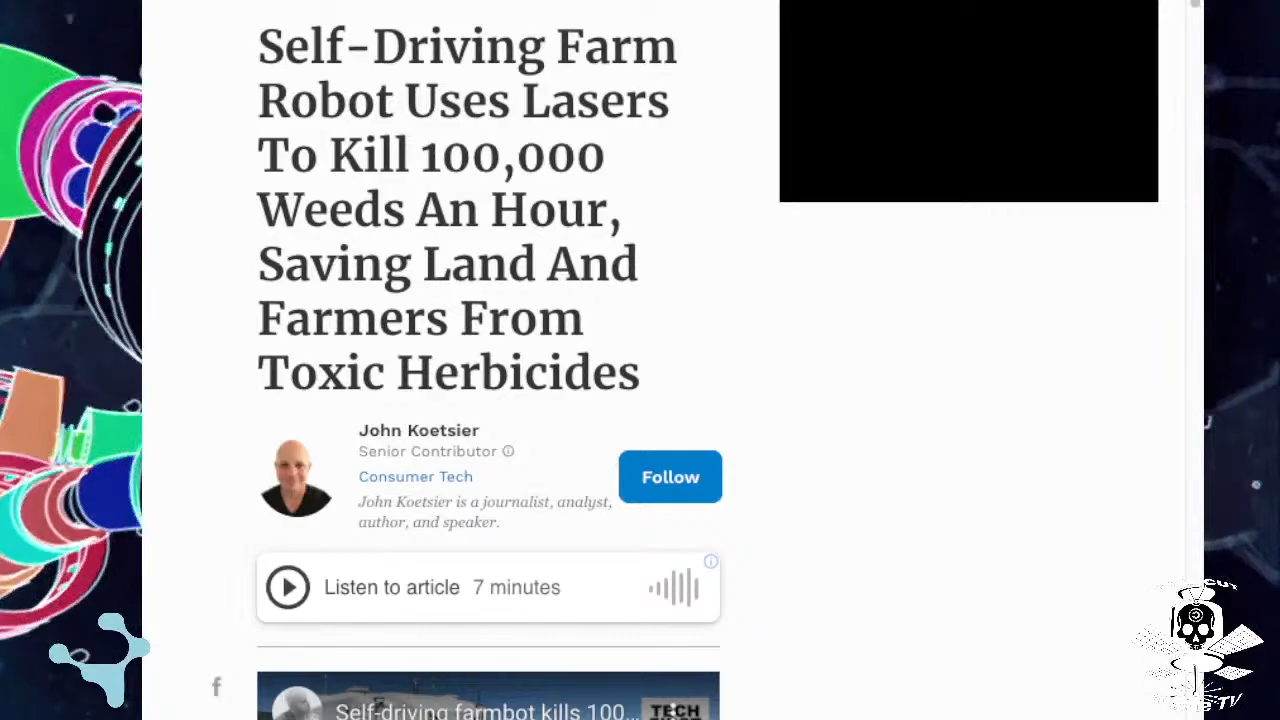 Self-Driving Farm
Robot Uses Lasers
To Kill 100,000
Weeds An Hour,
Saving Land And
Farmers From
Toxic Herbicides
John Koetsier
Senior Contributor
Consumer Tech
John Koetsier is a journalist, analyst,
author, and speaker.
Follow
Listen to article 7 minutes
Self-driving farmbot kills 100...
TECH